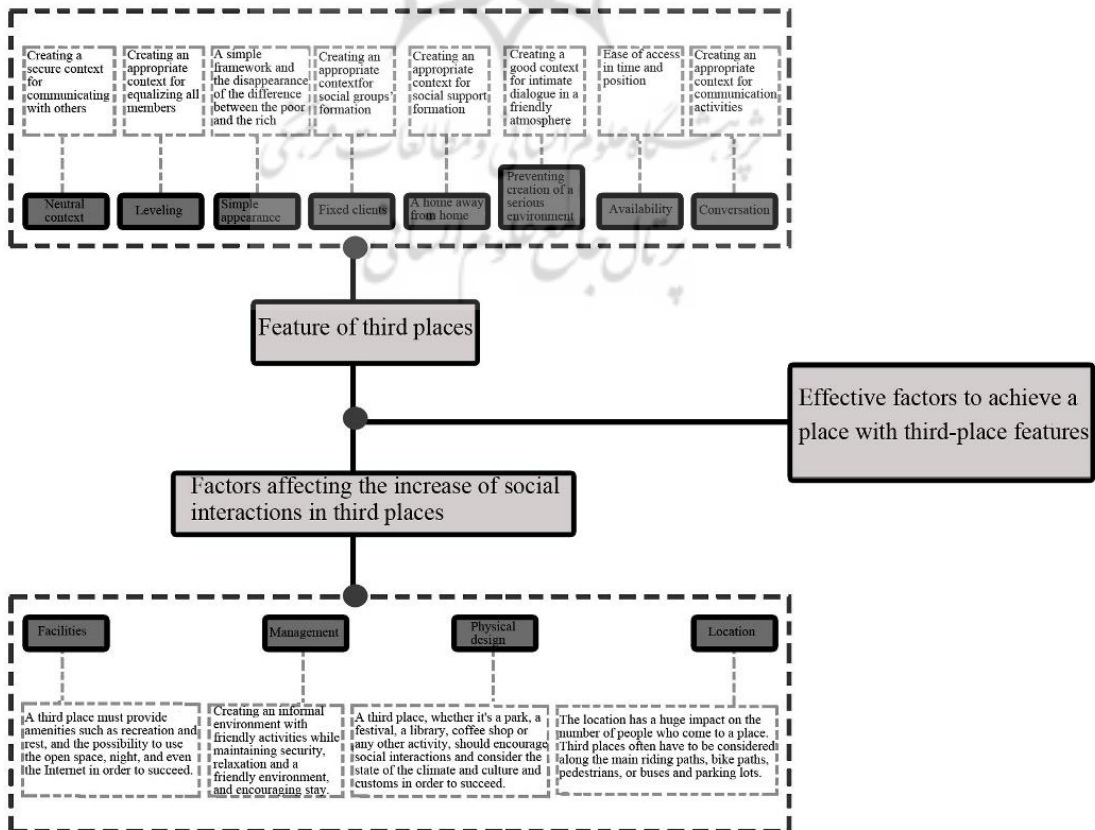 Creating a
secure context
for
communicating
with others
Creating an
appropriate
context for
equalizing all
members
A simple
framework and
the disappearance
of the difference
between the poor
and the rich
Creating an
appropriate
contextfor
social groups'
formation
Creating an
appropriate
context for
social support
formation
Creating a
good context
for intimate
dialogue in a
friendly
atmosphere
Ease of access
in time and
position
Creating an
appropriate
context for
communication
activities
پژوهشگاه علوم انسانی و مطالعات فرهنگی
Neutral
context
Leveling
Simple
appearance
Fixed clients
A home away
from home
Preventing
creation of a
serious
environment
Availability
Conversation
پرتال جامع علوم انسانی
Feature of third places
Effective factors to achieve a
place with third-place features
Factors affecting the increase of social
interactions in third places
Facilities
Management
Physical
design
Location
A third place must provide
amenities such as recreation and
rest, and the possibility to use
the open space, night, and even
the Internet in order to succeed.
Creating an informal
environment with
friendly activities while
maintaining security,
relaxation and a
friendly environment,
and encouraging stay.
A third place, whether it's a park, a
festival, a library, coffee shop or
any other activity, should encourage
social interactions and consider the
state of the climate and culture and
customs in order to succeed.
The location has a huge impact on the
number of people who come to a place.
Third places often have to be considered
along the main riding paths, bike paths,
pedestrians, or buses and parking lots.